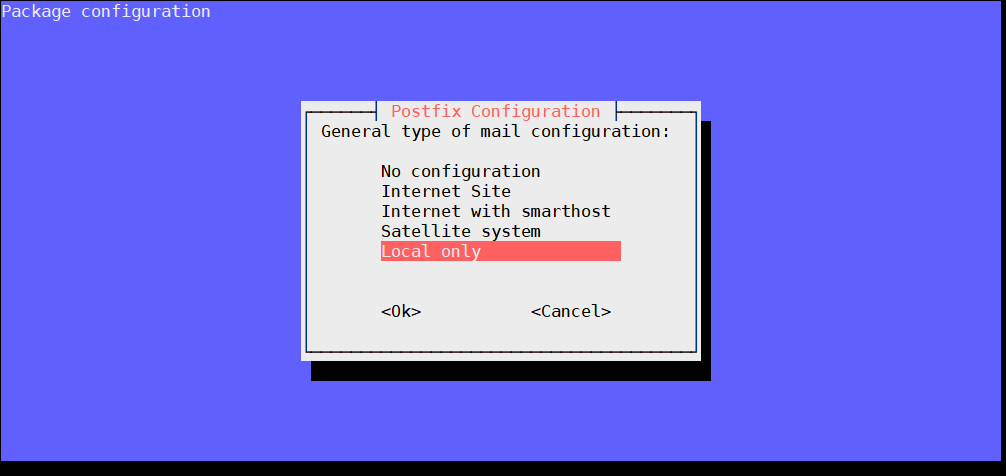 Package configuration
Postfix Configuration
General type of mail configuration:
No configuration
Internet Site
Internet with smarthost
Satellite system
Local only
<Ok> <Cancel>